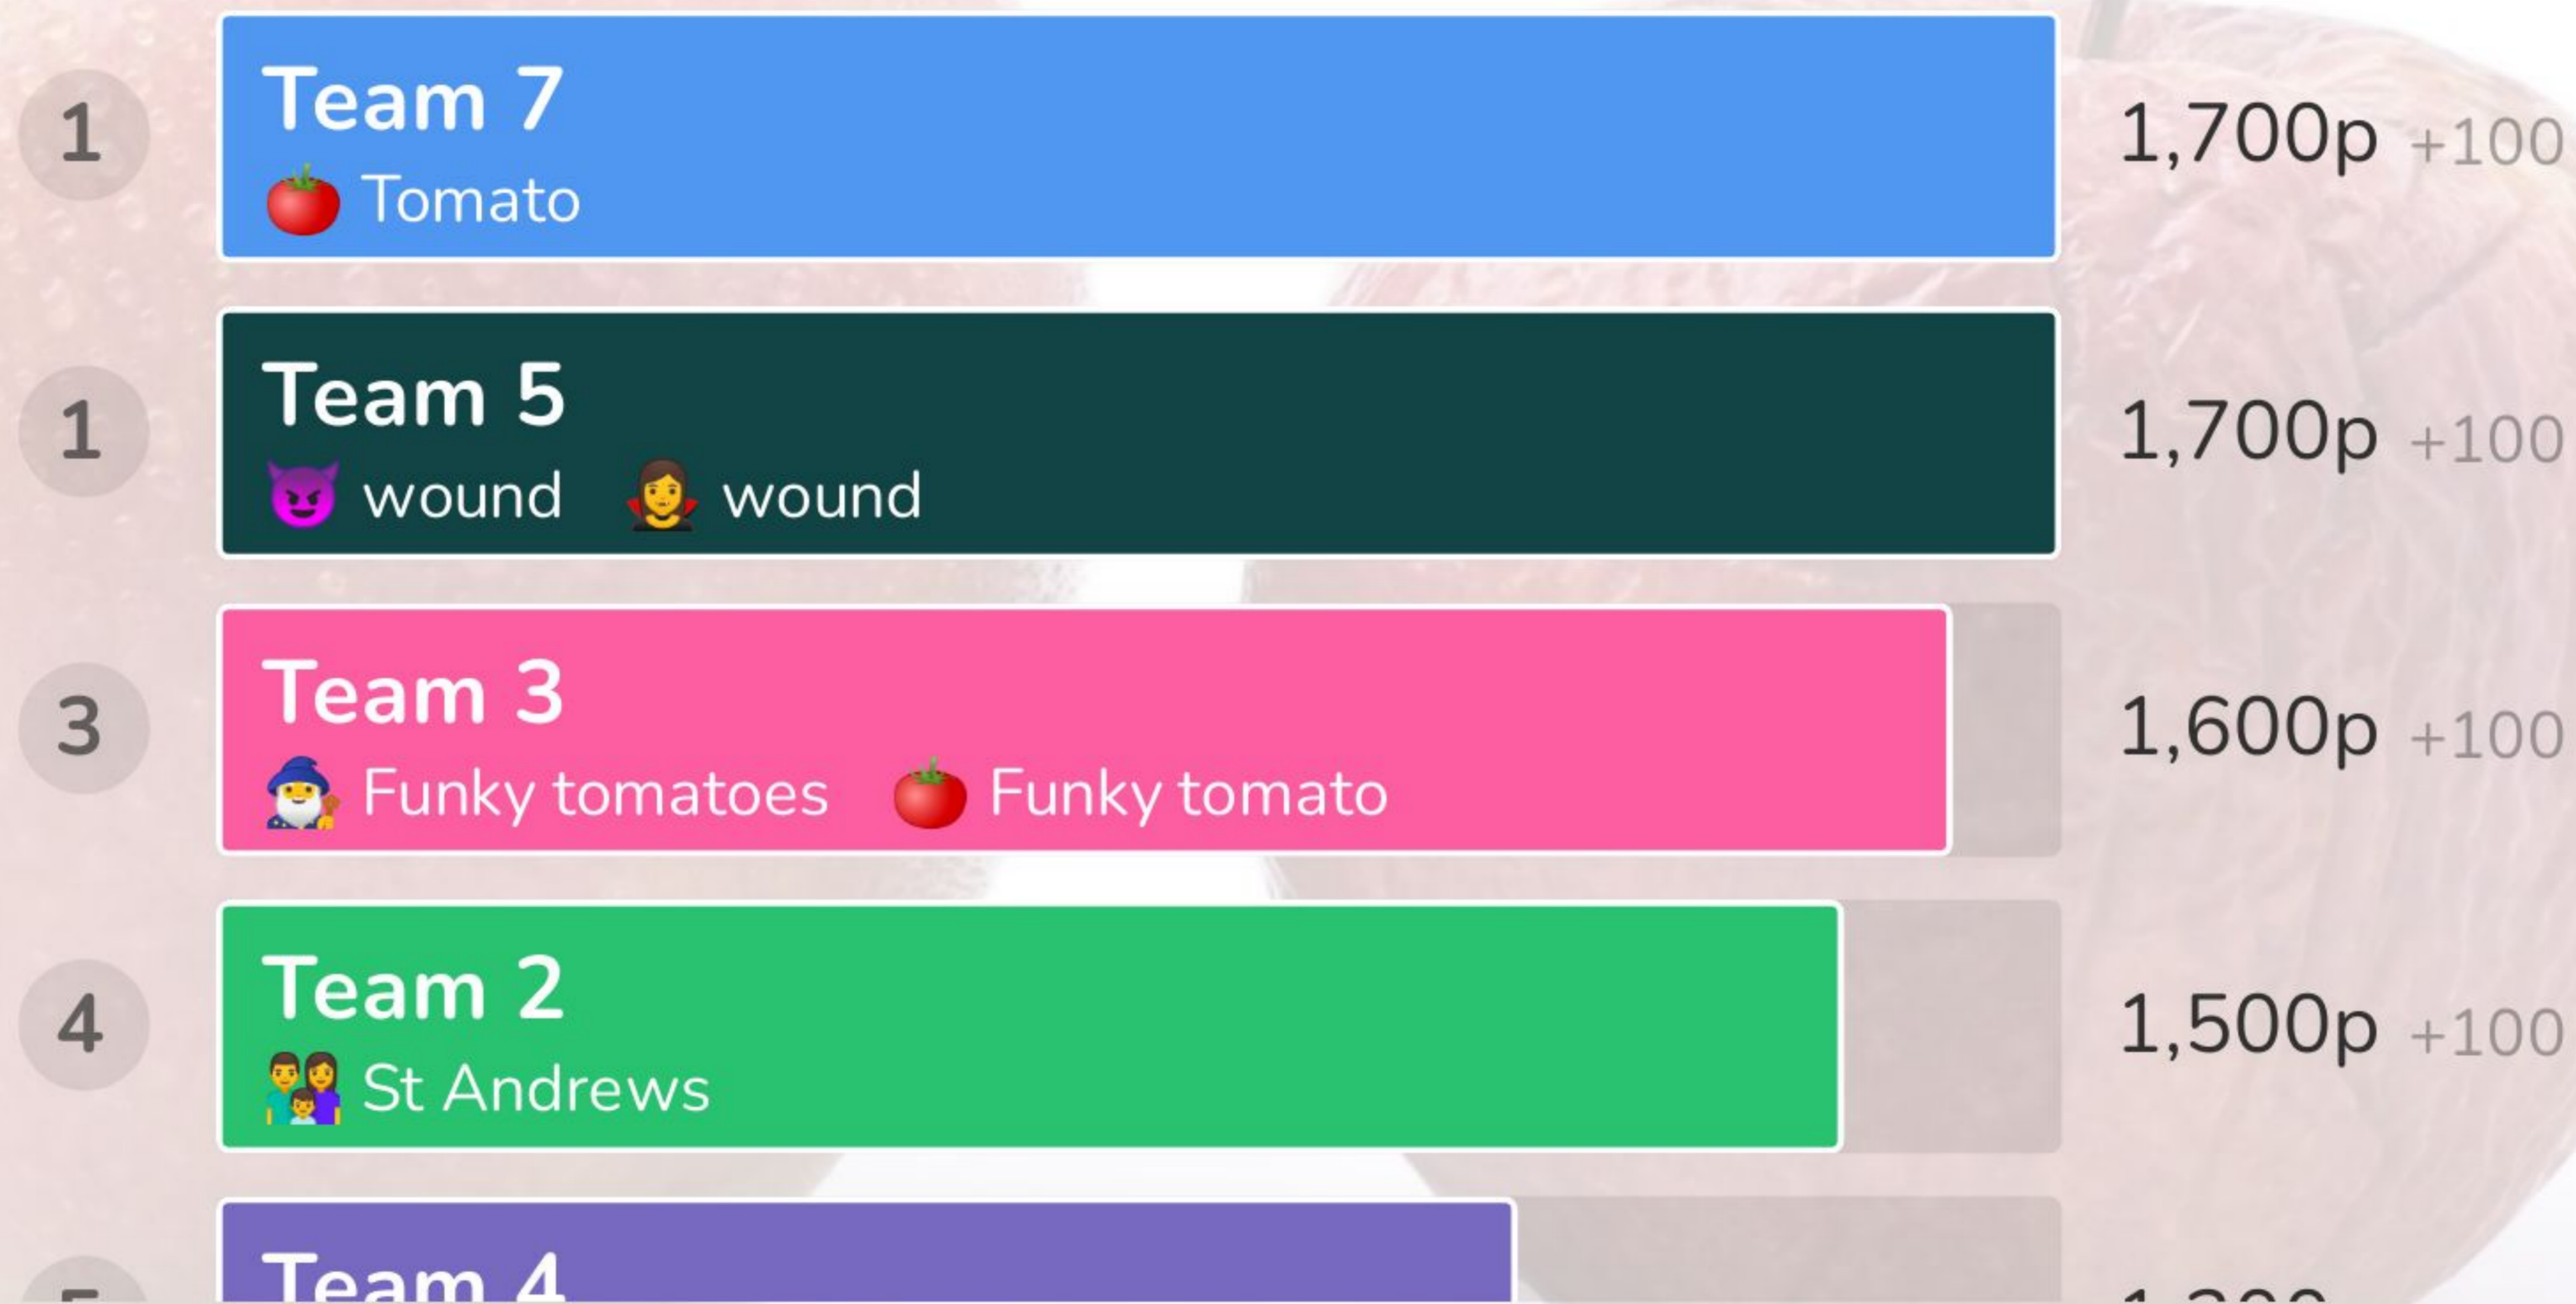 1
Team 7
Tomato
1,700p +100
1
Team 5
wound wound
1,700p +100
3
Team 3
Funky tomatoes Funky tomato
1,600p +100
4
Team 2
St Andrews
1,500p +100
Team 4